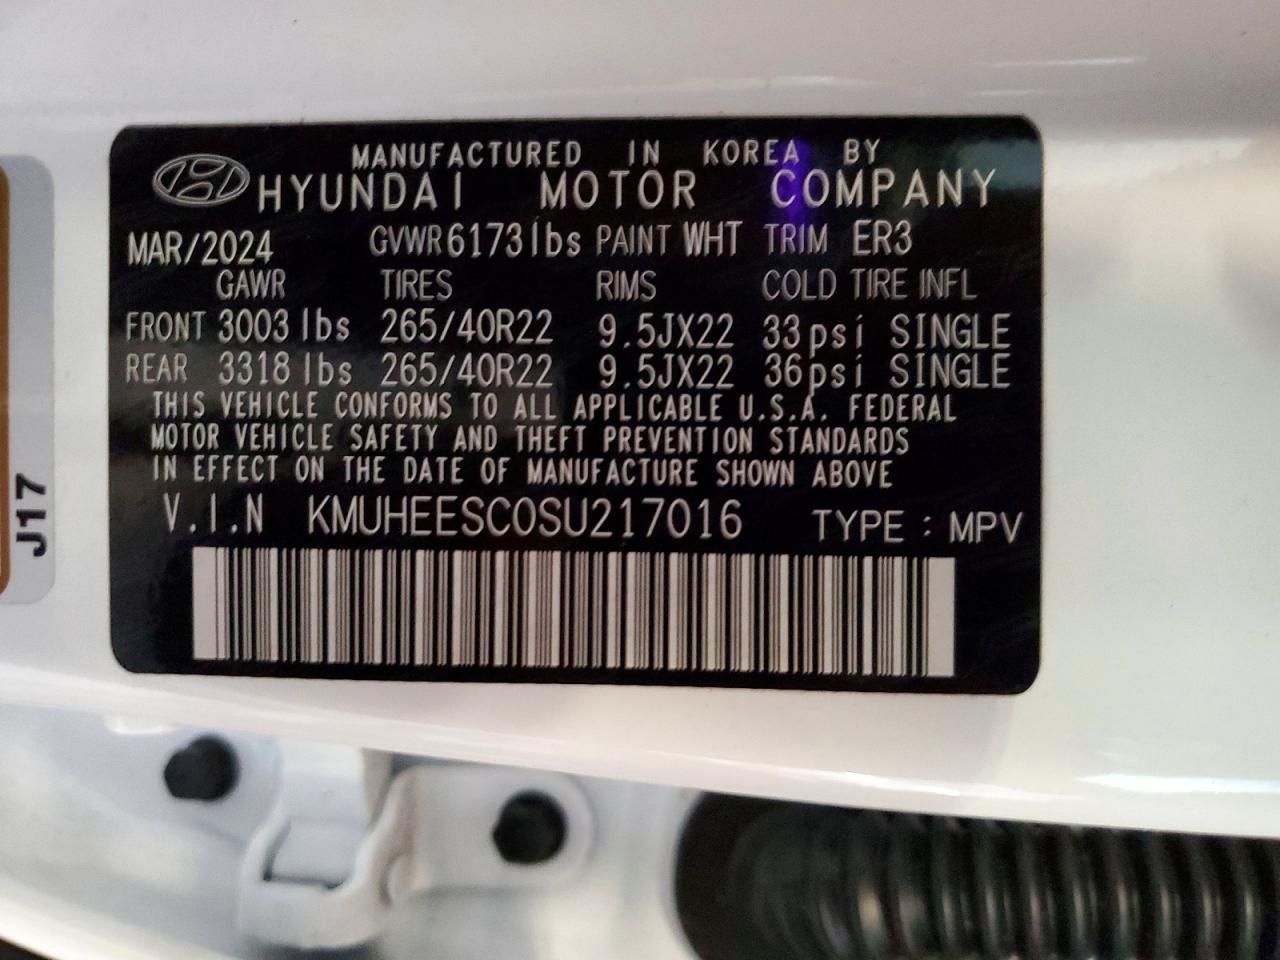 MANUFACTURED IN KOREA BY
HYUNDAI MOTOR COMPANY
MAR/2024 GVWR 6173 lbs PAINT WHT TRIM ER3
GAWR TIRES RIMS COLD TIRE INFL
FRONT 3003 lbs 265/40R22 9.5JX22 33psi SINGLE
REAR 3318 lbs 265/40R22 9.5JX22 36psi SINGLE
THIS VEHICLE CONFORMS TO ALL APPLICABLE U.S.A. FEDERAL
MOTOR VEHICLE SAFETY AND THEFT PREVENTION STANDARDS
IN EFFECT ON THE DATE OF MANUFACTURE SHOWN ABOVE
V.I.N KMUHEESC0SU217016 TYPE : MPV
J17